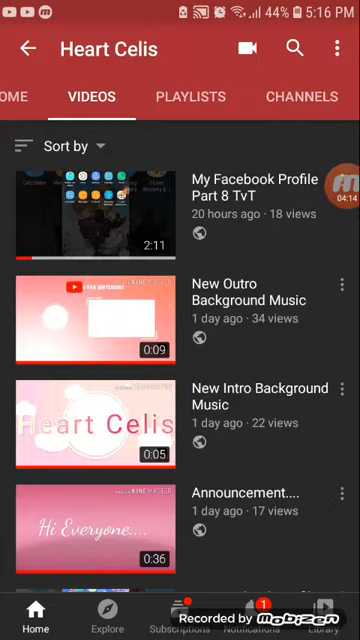 44% 5:16 PM
Heart Celis
OME VIDEOS PLAYLISTS CHANNELS
Sort by
My Facebook Profile
Part 8 TvT
20 hours ago · 18 views
2:11
04:14
New Outro
Background Music
1 day ago · 34 views
0:09
New Intro Background
Music
1 day ago · 22 views
Heart Celis
0:05
Announcement....
1 day ago · 17 views
Hi Everyone....
0:36
1
Home Explore Subscriptions Notifications Library
Recorded by mobizen